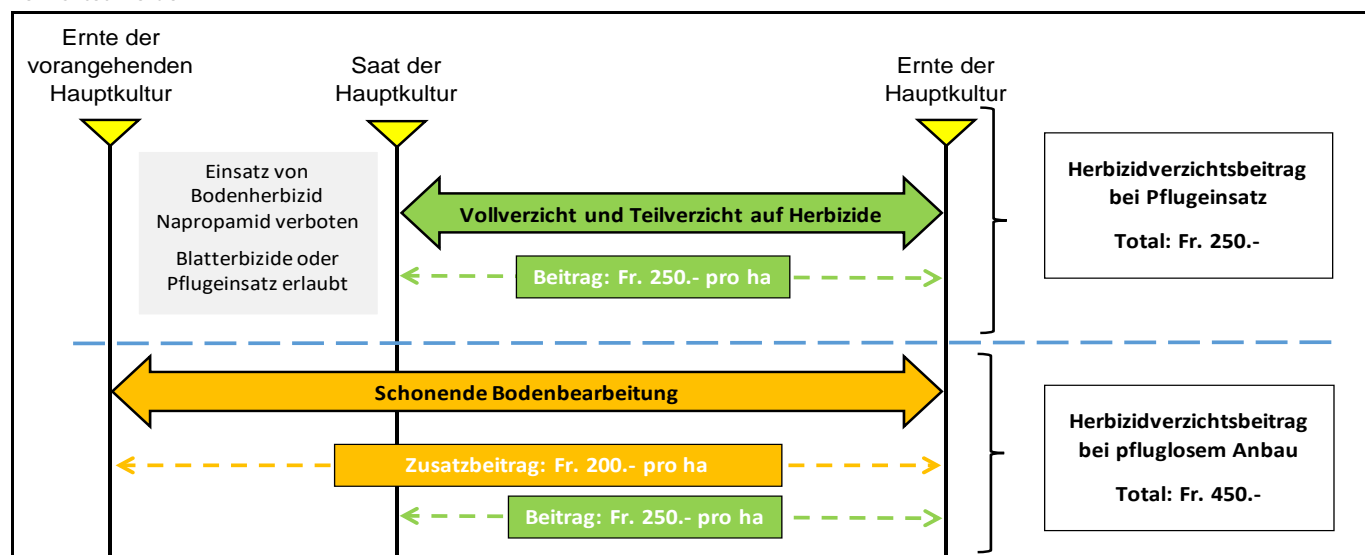 Ernte der
vorangehenden
Hauptkultur
Saat der
Hauptkultur
Ernte der
Hauptkultur
Einsatz von
Bodenherbizid
Napropamid verboten
Blatterbizide oder
Pflugeinsatz erlaubt
Vollverzicht und Teilverzicht auf Herbizide
Beitrag: Fr. 250.- pro ha
Herbizidverzichtsbeitrag
bei Pflugeinsatz
Total: Fr. 250.-
Schonende Bodenbearbeitung
Zusatzbeitrag: Fr. 200.- pro ha
Beitrag: Fr. 250.- pro ha
Herbizidverzichtsbeitrag
bei pfluglosem Anbau
Total: Fr. 450.-